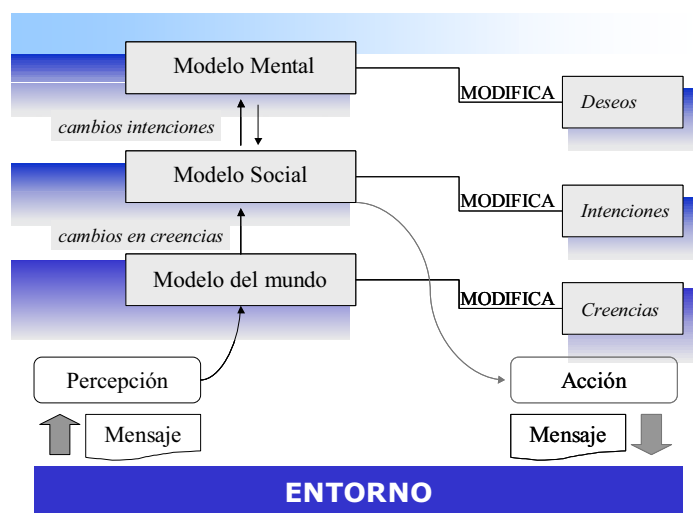 Modelo Mental
MODIFICA
Deseos
cambios intenciones
Modelo Social
MODIFICA
Intenciones
cambios en creencias
Modelo del mundo
MODIFICA
Creencias
Percepción
Acción
Mensaje
Mensaje
ENTORNO